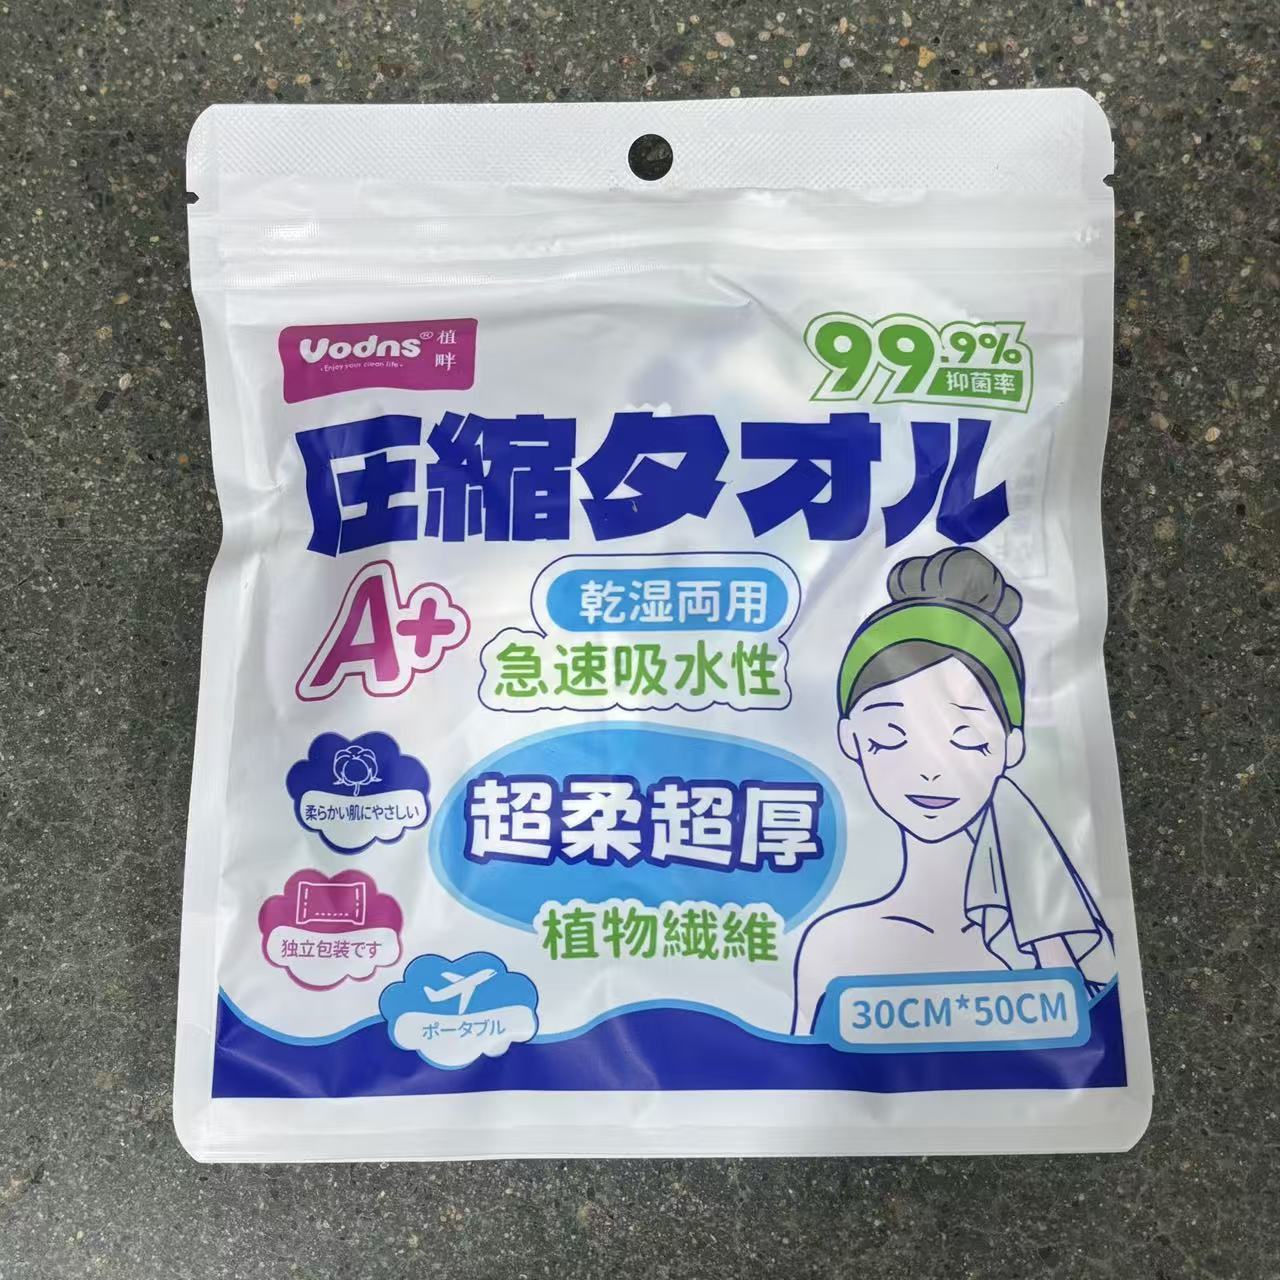 Vodns® 植畔
·Enjoy your clean life·
99.9%
抑菌率
圧縮タオル
A+
乾湿両用
急速吸水性
柔らかい肌にやさしい
超柔超厚
植物繊維
独立包装です
ポータブル
30CM*50CM